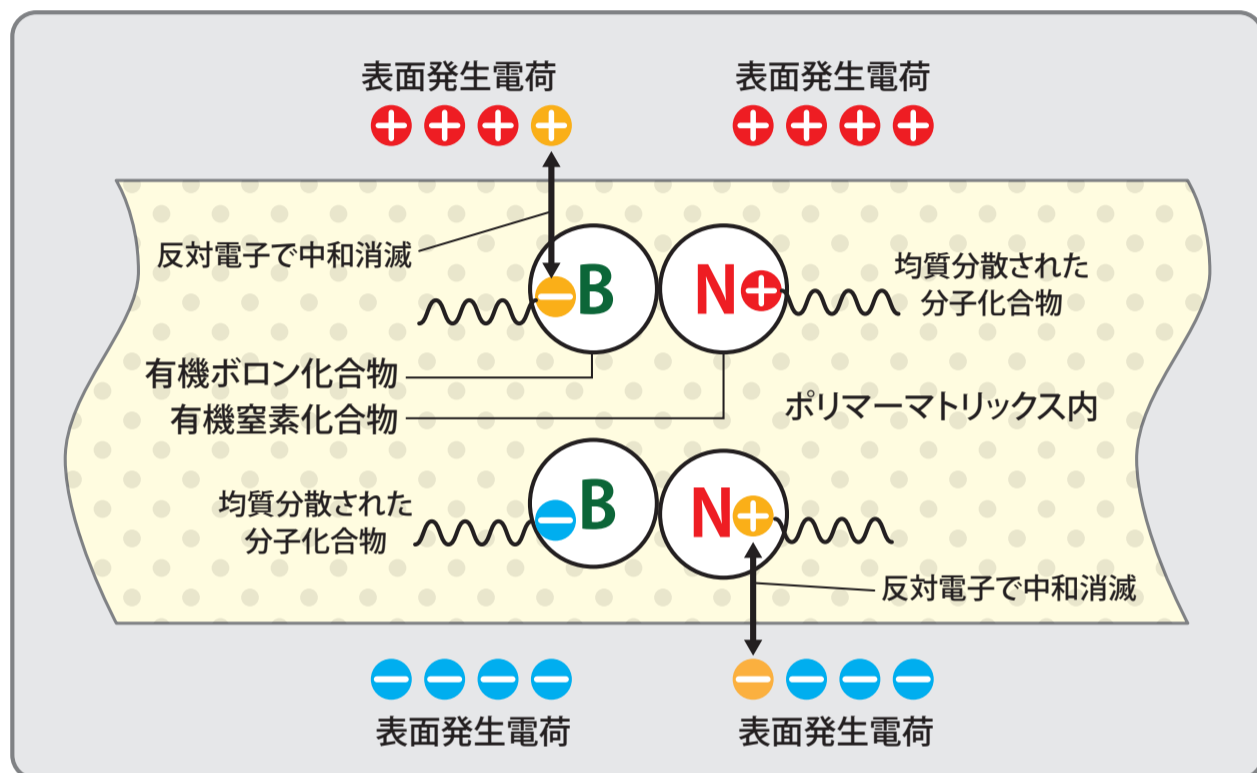 表面発生電荷
表面発生電荷
反対電子で中和消滅
B
N
均質分散された
分子化合物
有機ボロン化合物
有機窒素化合物
ポリマーマトリックス内
均質分散された
分子化合物
B
N
反対電子で中和消滅
表面発生電荷
表面発生電荷